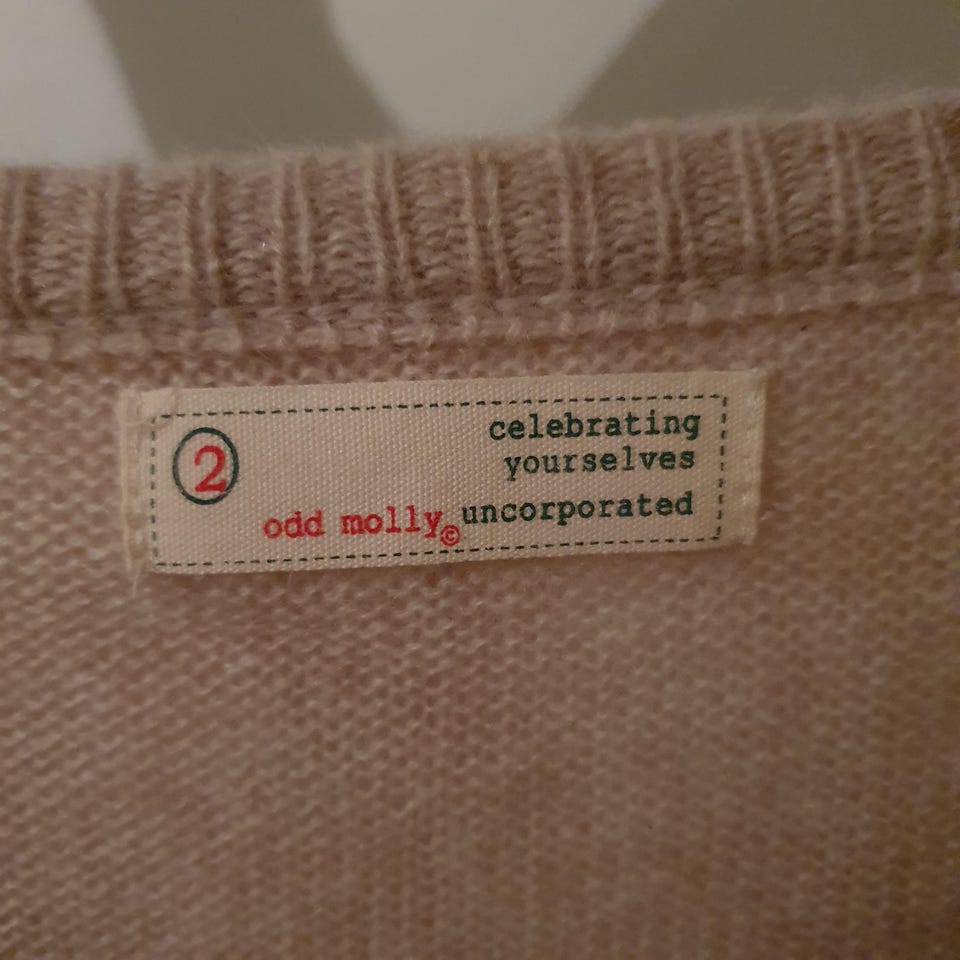 2
celebrating
yourselves
odd molly© uncorporated